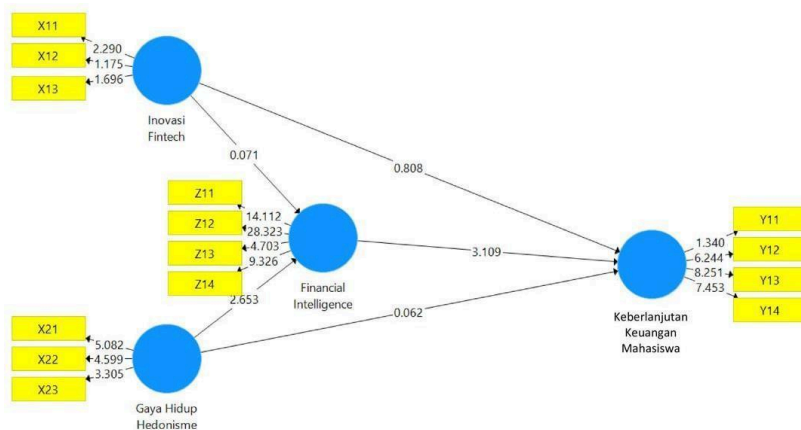 X11
2.290
X12
1.175
X13
1.696
Inovasi
Fintech
0.071
0.808
Z11
14.112
Z12
28.323
Z13
4.703
Z14
9.326
Financial
Intelligence
3.109
2.653
0.062
Y11
1.340
Y12
6.244
Y13
8.251
Y14
7.453
Keberlanjutan
Keuangan
Mahasiswa
X21
5.082
X22
4.599
X23
3.305
Gaya Hidup
Hedonisme